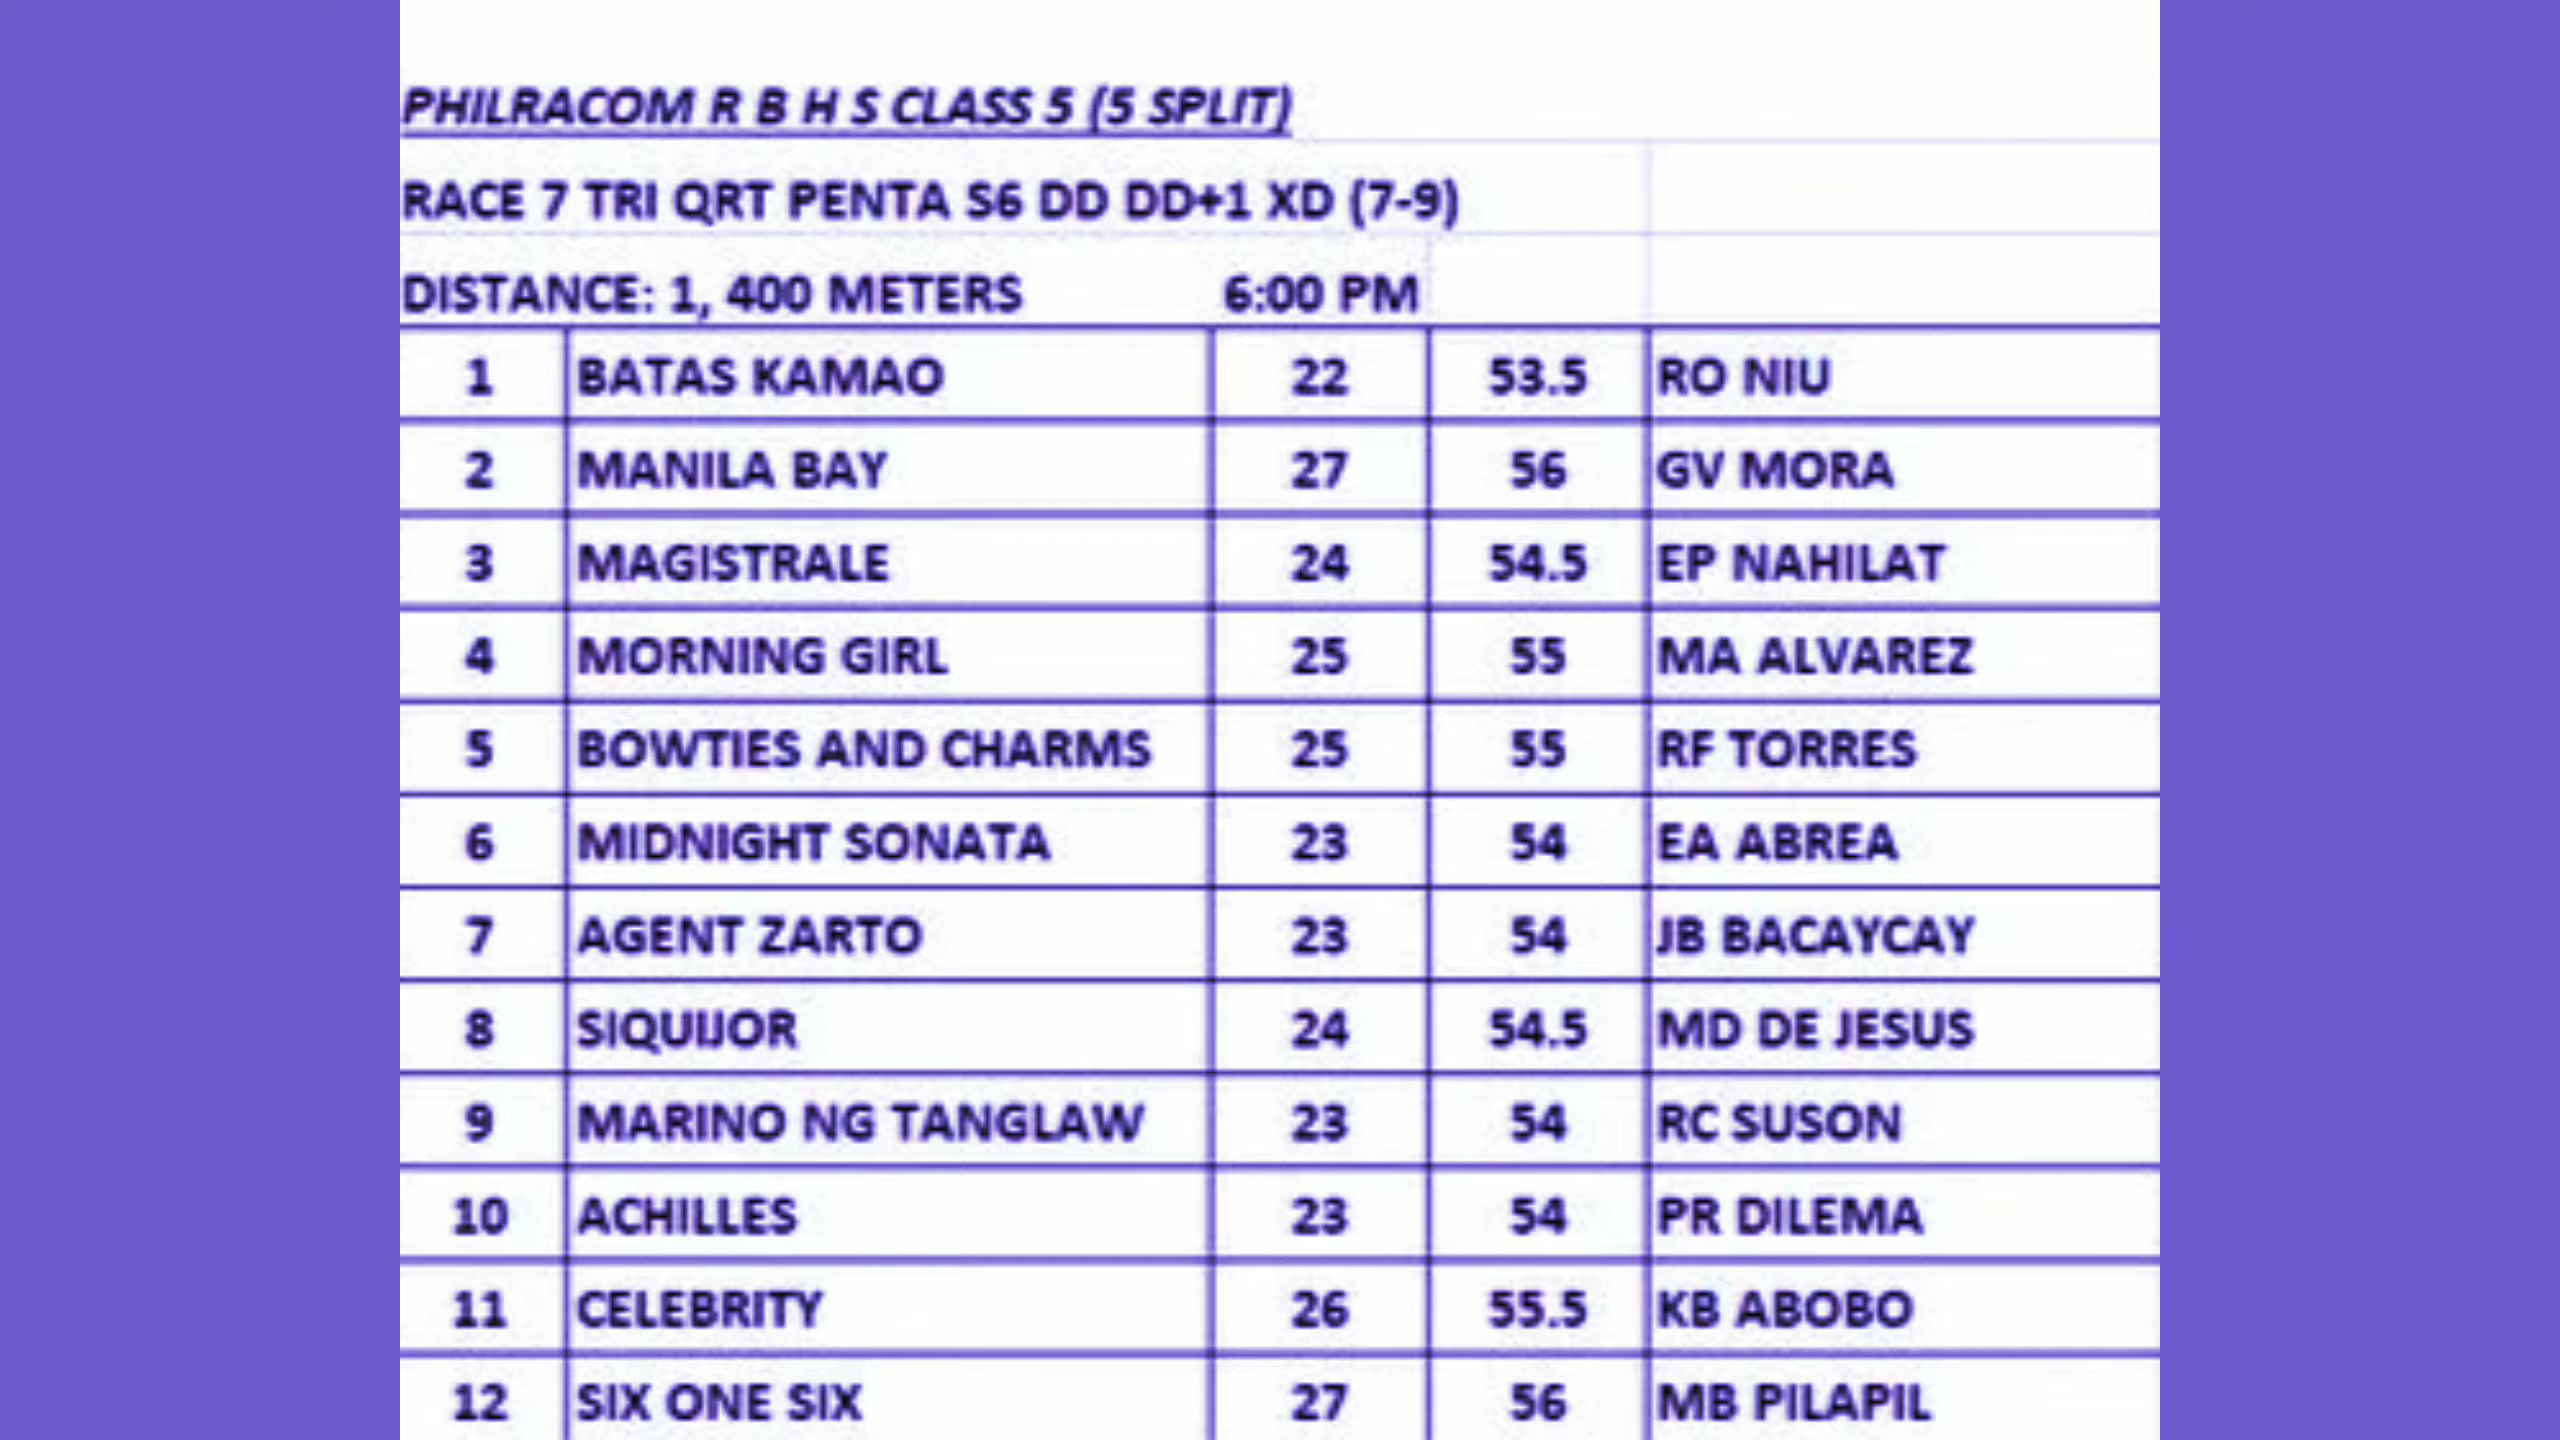 PHILRACOM R B H S CLASS 5 (5 SPLIT)
RACE 7 TRI QRT PENTA S6 DD DD+1 XD (7-9)
DISTANCE: 1, 400 METERS 6:00 PM
1 BATAS KAMAO 22 53.5 RO NIU
2 MANILA BAY 27 56 GV MORA
3 MAGISTRALE 24 54.5 EP NAHILAT
4 MORNING GIRL 25 55 MA ALVAREZ
5 BOWTIES AND CHARMS 25 55 RF TORRES
6 MIDNIGHT SONATA 23 54 EA ABREA
7 AGENT ZARTO 23 54 JB BACAYCAY
8 SIQUIJOR 24 54.5 MD DE JESUS
9 MARINO NG TANGLAW 23 54 RC SUSON
10 ACHILLES 23 54 PR DILEMA
11 CELEBRITY 26 55.5 KB ABOBO
12 SIX ONE SIX 27 56 MB PILAPIL